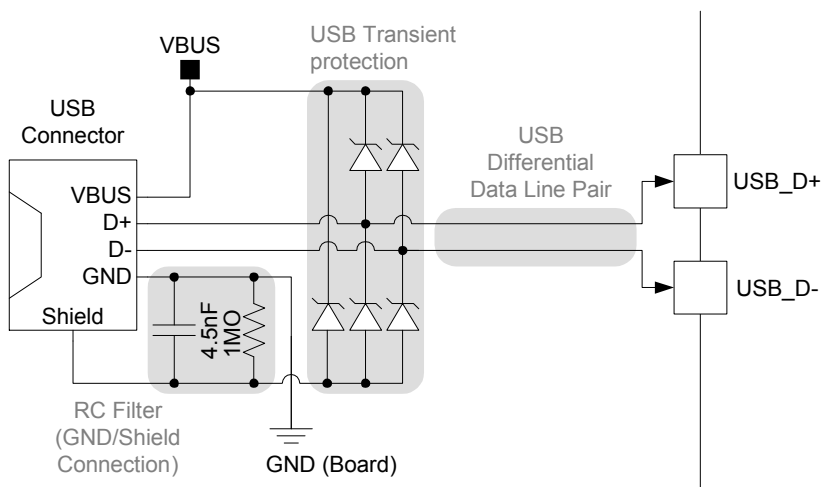 VBUS
USB Transient
protection
USB
Connector
USB
Differential
Data Line Pair
VBUS
D+
D-
GND
Shield
USB_D+
USB_D-
4.5nF
1MO
RC Filter
(GND/Shield
Connection)
GND (Board)